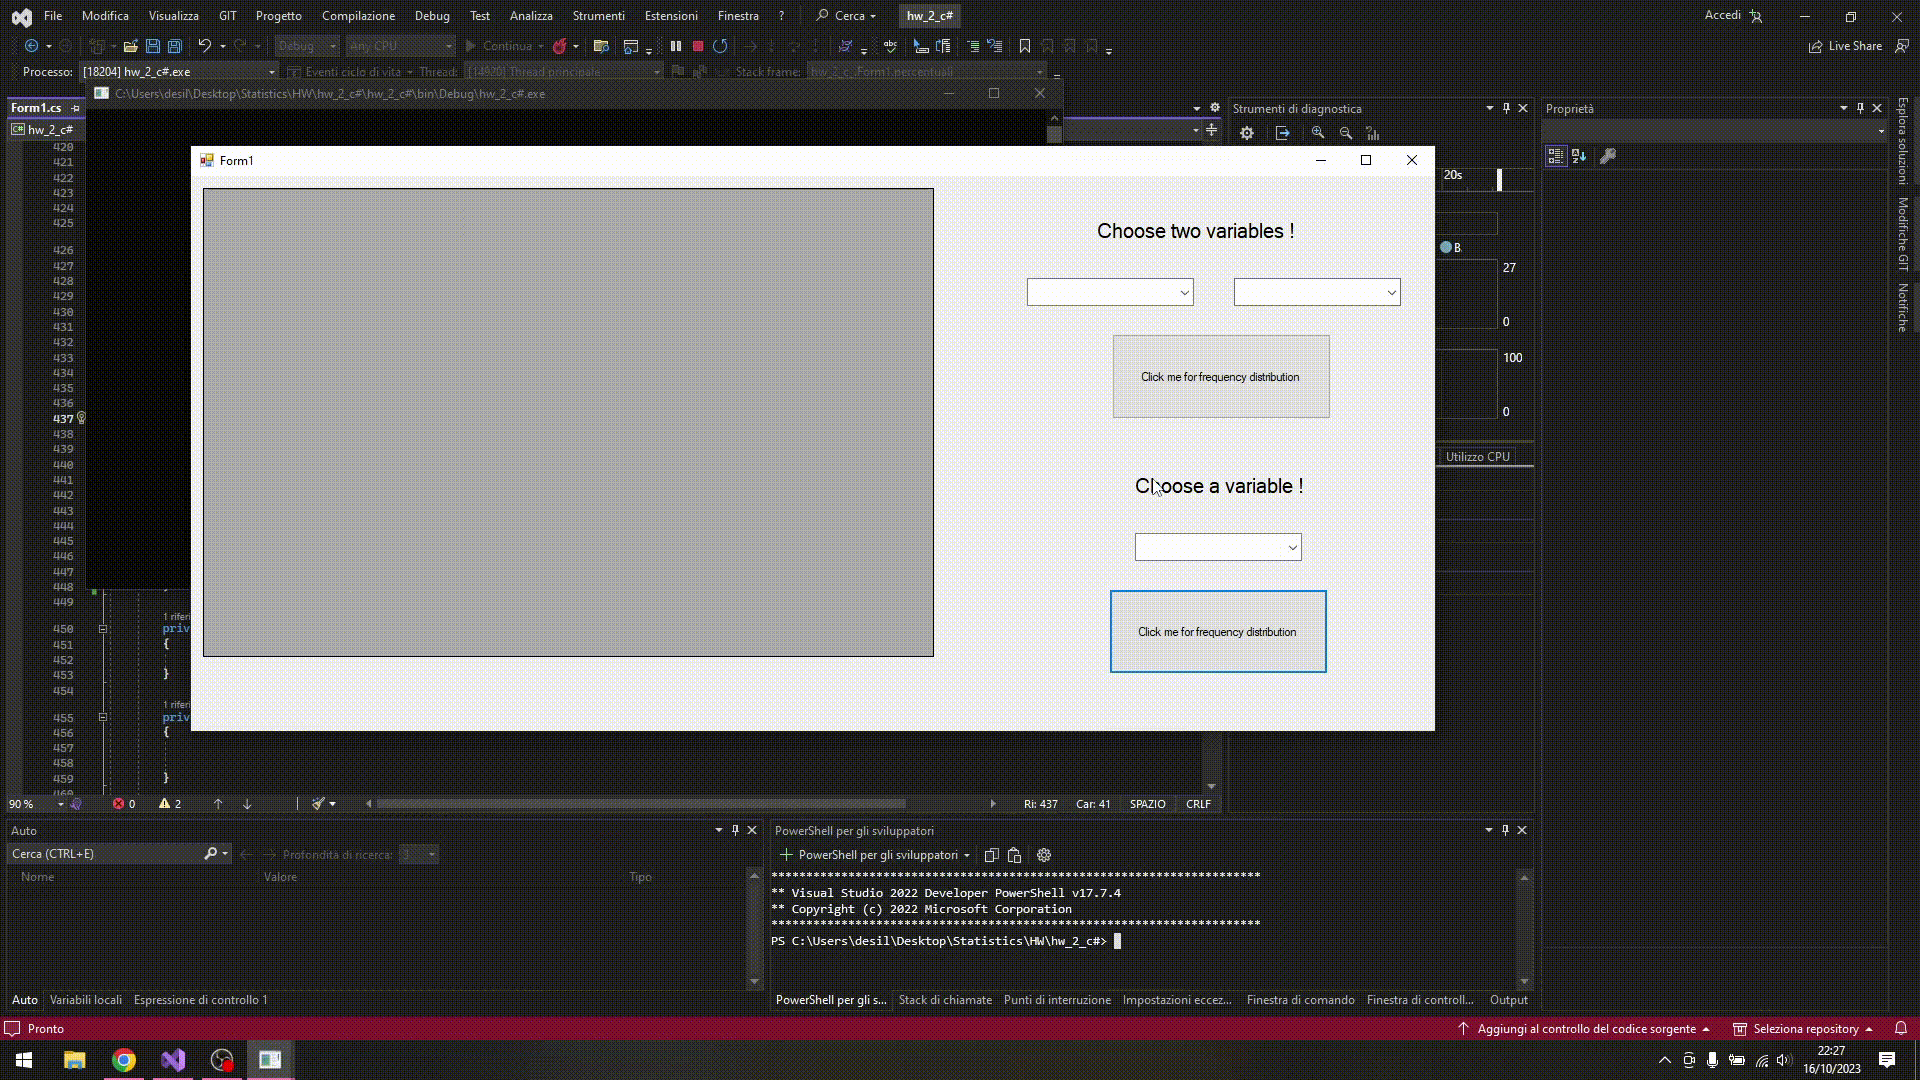 File Modifica Visualizza GIT Progetto Compilazione Debug Test Analizza Strumenti Estensioni Finestra ? Cerca hw_2_c# Accedi
Debug Any CPU Continua Live Share
Processo: [18204] hw_2_c#.exe Eventi ciclo di vita Thread: [14920] Thread principale Stack frame: hw_2_c_.Form1.percentuali
C:\Users\desil\Desktop\Statistics\HW\hw_2_c#\hw_2_c#\bin\Debug\hw_2_c#.exe
Form1.cs Strumenti di diagnostica Proprietà
C# hw_2_c#
Form1
20s
Choose two variables !
B
27
0
Click me for frequency distribution
100
0
Utilizzo CPU
Choose a variable !
Click me for frequency distribution
Esplora soluzioni
Modifiche GIT
Notifiche
420
421
422
423
424
425
426
427
428
429
430
431
432
433
434
435
436
437
438
439
440
441
442
443
444
445
446
447
448
449
1 riferi
450 priv
451 {
452
453 }
454
1 riferi
455 priv
456 {
457
458
459 }
460
90 % 0 2 Ri: 437 Car: 41 SPAZIO CRLF
Auto
Cerca (CTRL+E) Profondità di ricerca: 3
Nome Valore Tipo
Auto Variabili locali Espressione di controllo 1
PowerShell per gli sviluppatori
PowerShell per gli sviluppatori
**********************************************************************
** Visual Studio 2022 Developer PowerShell v17.7.4
** Copyright (c) 2022 Microsoft Corporation
**********************************************************************
PS C:\Users\desil\Desktop\Statistics\HW\hw_2_c#>
PowerShell per gli s... Stack di chiamate Punti di interruzione Impostazioni eccez... Finestra di comando Finestra di controll... Output
Pronto Aggiungi al controllo del codice sorgente Seleziona repository
22:27
16/10/2023